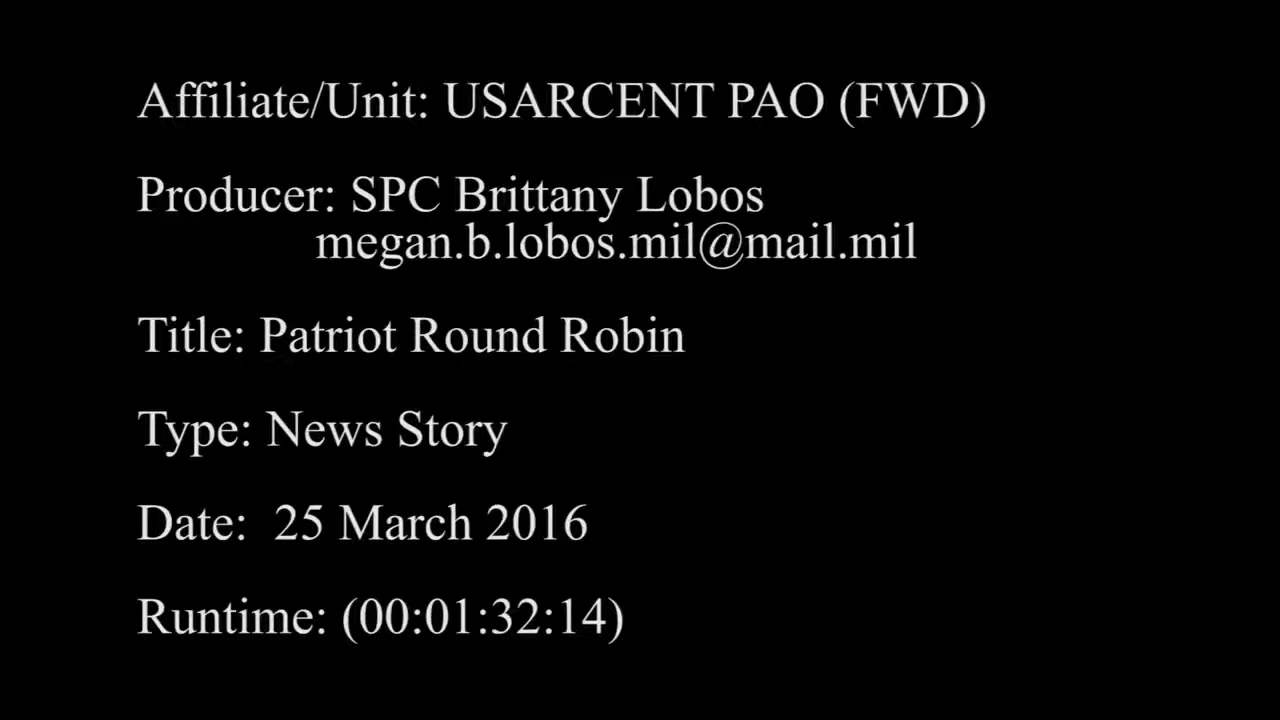 Affiliate/Unit: USARCENT PAO (FWD)
Producer: SPC Brittany Lobos
megan.b.lobos.mil@mail.mil
Title: Patriot Round Robin
Type: News Story
Date:  25 March 2016
Runtime: (00:01:32:14)